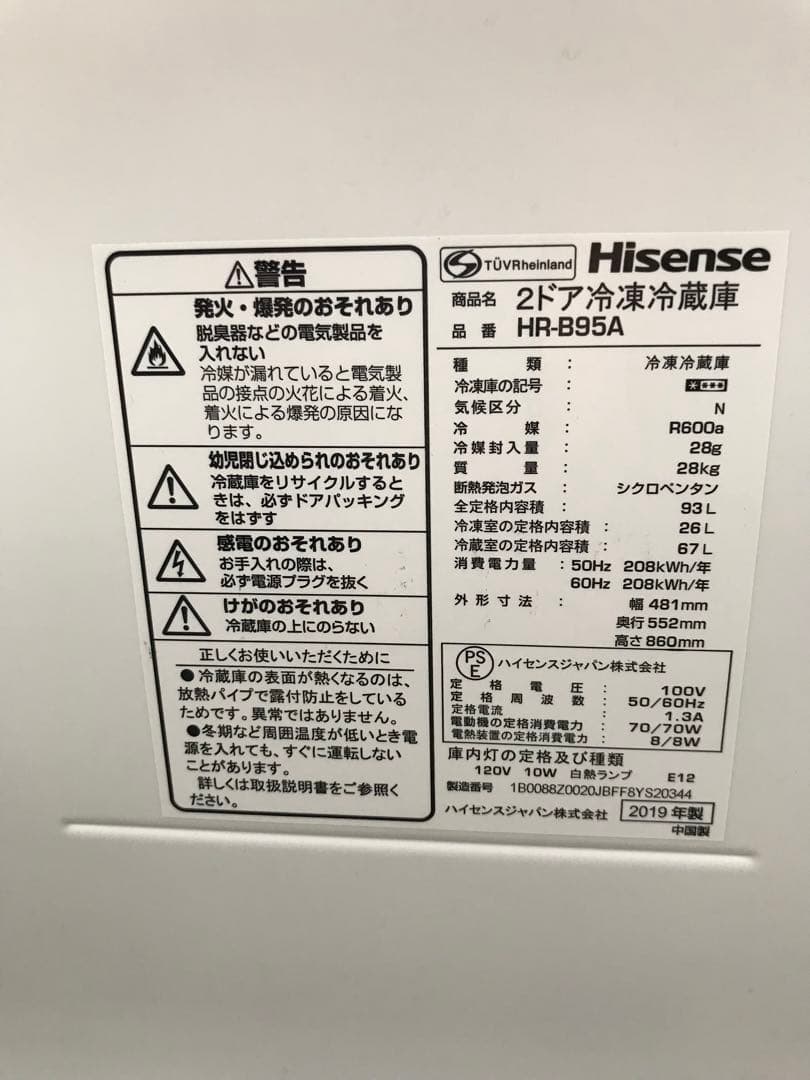 ⚠警告
発火・爆発のおそれあり
脱臭器などの電気製品を
入れない
冷媒が漏れていると電気製
品の接点の火花による着火、
着火による爆発の原因にな
ります。
幼児閉じ込められのおそれあり
冷蔵庫をリサイクルすると
きは、必ずドアパッキング
をはずす
感電のおそれあり
お手入れの際は、
必ず電源プラグを抜く
けがのおそれあり
冷蔵庫の上にのらない
正しくお使いいただくために
●冷蔵庫の表面が熱くなるのは、
放熱パイプで露付防止をしている
ためです。異常ではありません。
●冬期など周囲温度が低いとき電
源を入れても、すぐに運転しない
ことがあります。
詳しくは取扱説明書をご参照く
ださい。
TÜVRheinland Hisense
商品名 2ドア冷凍冷蔵庫
品番 HR-B95A
種類 : 冷凍冷蔵庫
冷凍庫の記号 : ****
気候区分 : N
冷媒 : R600a
冷媒封入量 : 28g
質量 : 28kg
断熱発泡ガス : シクロペンタン
全定格内容積 : 93L
冷凍室の定格内容積 : 26L
冷蔵室の定格内容積 : 67L
消費電力量 : 50Hz 208kWh/年
60Hz 208kWh/年
外形寸法 : 幅 481mm
奥行 552mm
高さ 860mm
PSE ハイセンスジャパン株式会社
定格電圧 : 100V
定格周波数 : 50/60Hz
定格電流 : 1.3A
電動機の定格消費電力 : 70/70W
電熱装置の定格消費電力 : 8/8W
庫内灯の定格及び種類
120V 10W 白熱ランプ E12
製造番号 1B0088Z0020JBFF8YS20344
ハイセンスジャパン株式会社 2019年製
中国製